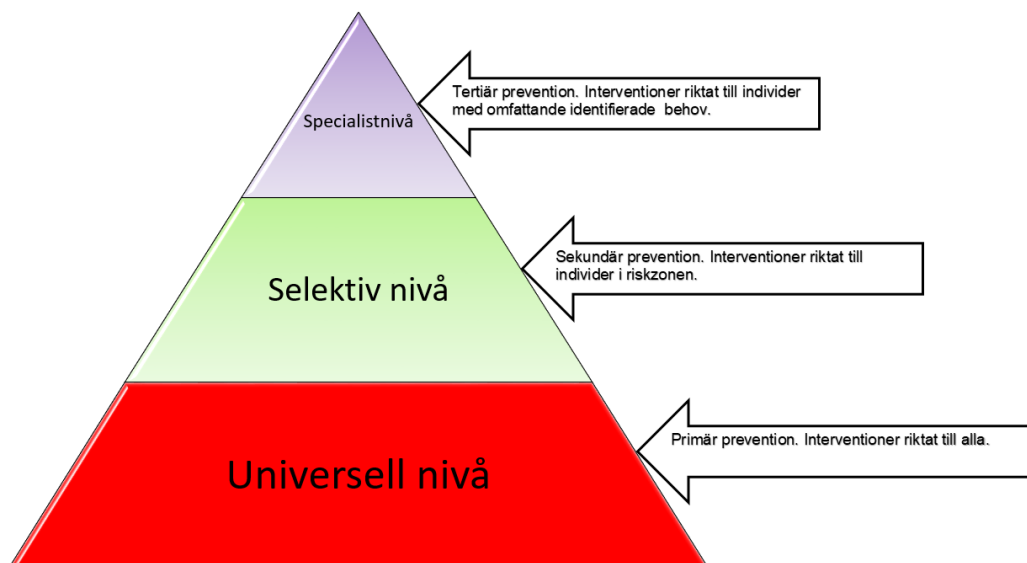 Specialistnivå
Tertiär prevention. Interventioner riktat till individer
med omfattande identifierade behov.
Selektiv nivå
Sekundär prevention. Interventioner riktat till
individer i riskzonen.
Universell nivå
Primär prevention. Interventioner riktat till alla.